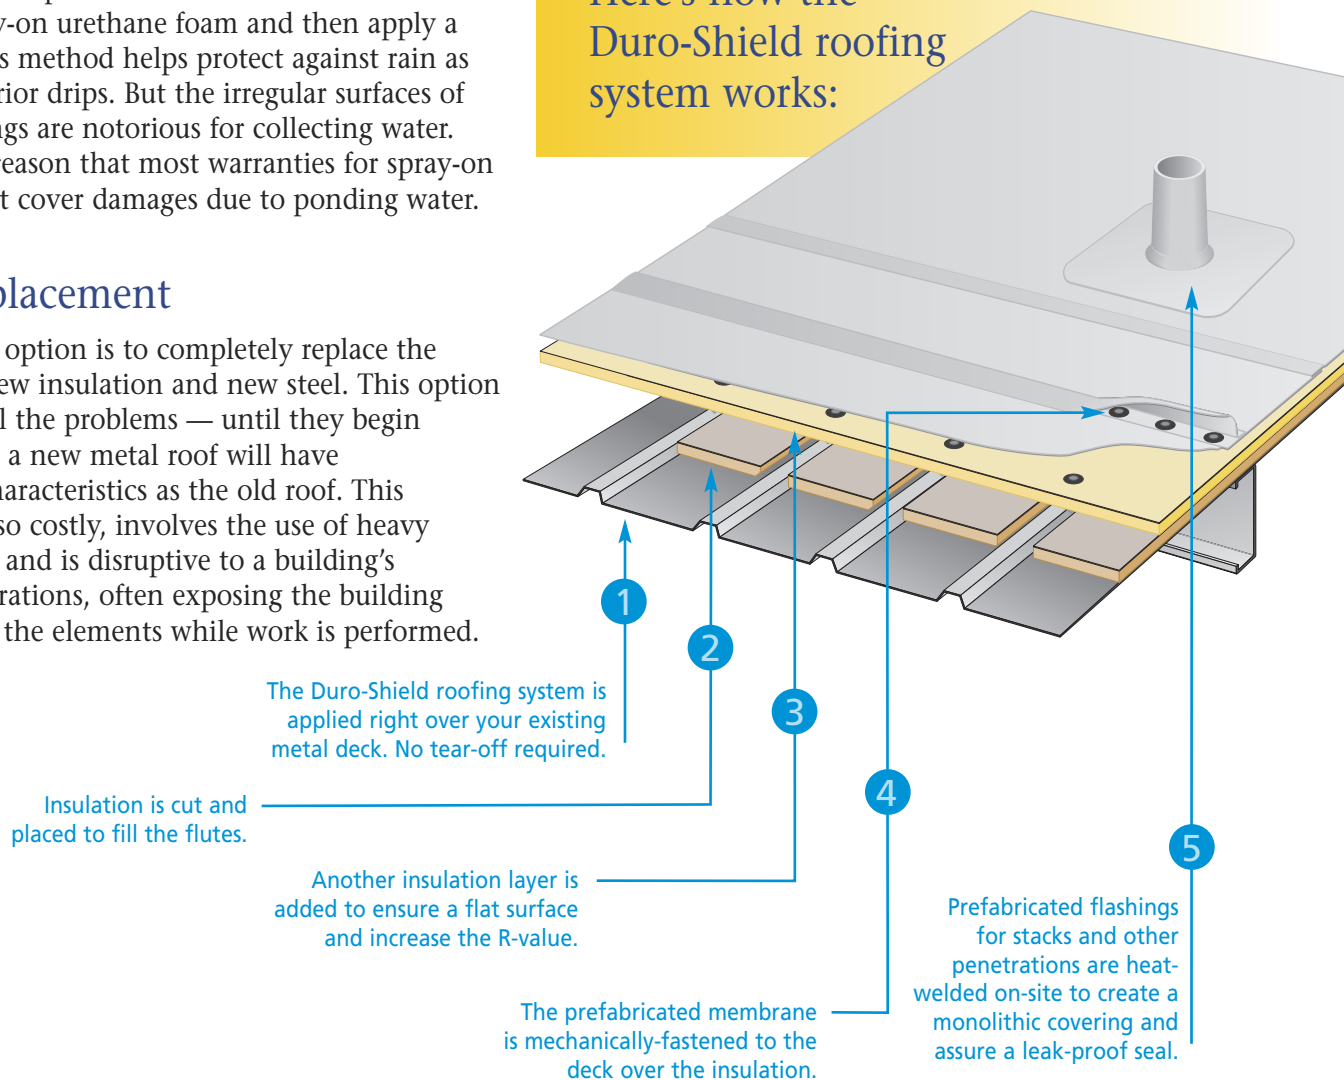 y-on urethane foam and then apply a
s method helps protect against rain as
rior drips. But the irregular surfaces of
ngs are notorious for collecting water.
reason that most warranties for spray-on
t cover damages due to ponding water.
placement
option is to completely replace the
ew insulation and new steel. This option
l the problems — until they begin
a new metal roof will have
haracteristics as the old roof. This
so costly, involves the use of heavy
and is disruptive to a building's
rations, often exposing the building
the elements while work is performed.
Here's how the
Duro-Shield roofing
system works:
1
The Duro-Shield roofing system is
applied right over your existing
metal deck. No tear-off required.
2
Insulation is cut and
placed to fill the flutes.
3
Another insulation layer is
added to ensure a flat surface
and increase the R-value.
4
The prefabricated membrane
is mechanically-fastened to the
deck over the insulation.
5
Prefabricated flashings
for stacks and other
penetrations are heat-
welded on-site to create a
monolithic covering and
assure a leak-proof seal.